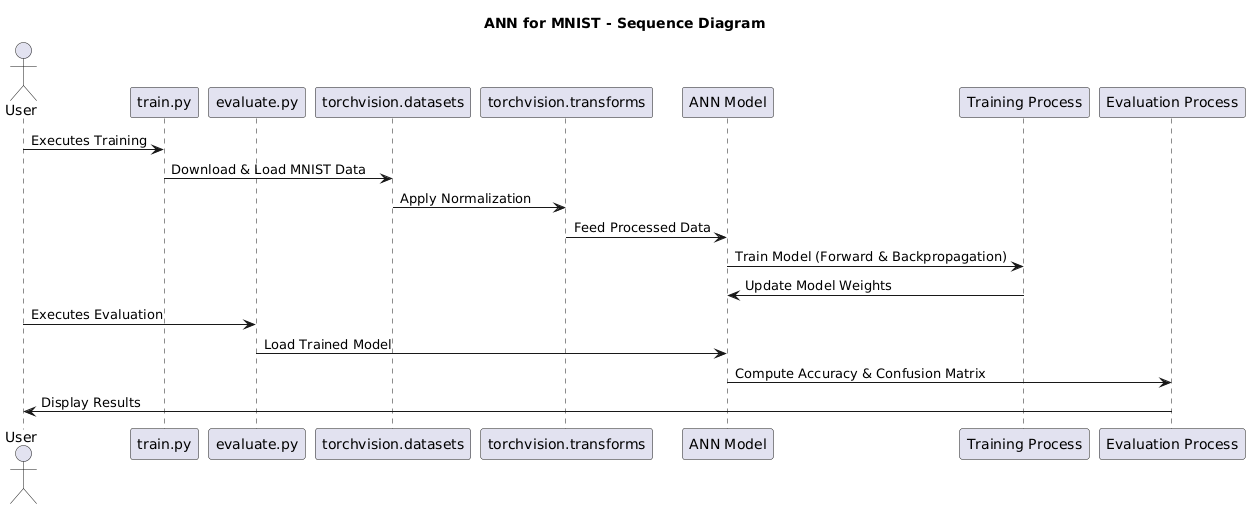 ANN for MNIST - Sequence Diagram
User
train.py
evaluate.py
torchvision.datasets
torchvision.transforms
ANN Model
Training Process
Evaluation Process
Executes Training
Download & Load MNIST Data
Apply Normalization
Feed Processed Data
Train Model (Forward & Backpropagation)
Update Model Weights
Executes Evaluation
Load Trained Model
Compute Accuracy & Confusion Matrix
Display Results
User
train.py
evaluate.py
torchvision.datasets
torchvision.transforms
ANN Model
Training Process
Evaluation Process